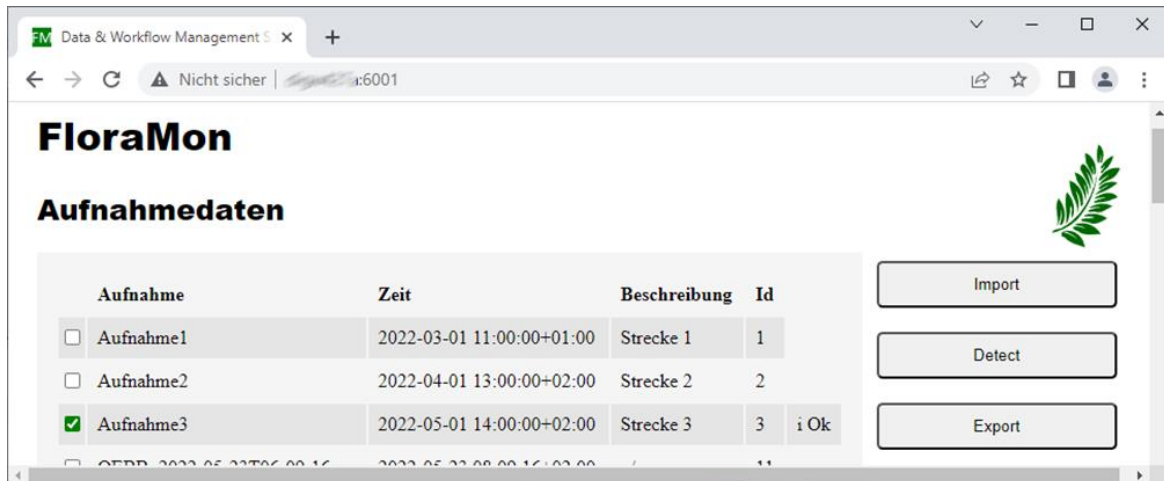 FM Data & Workflow Management S
Nicht sicher | :6001
FloraMon
Aufnahmedaten
Aufnahme Zeit Beschreibung Id
Aufnahme1 2022-03-01 11:00:00+01:00 Strecke 1 1
Aufnahme2 2022-04-01 13:00:00+02:00 Strecke 2 2
Aufnahme3 2022-05-01 14:00:00+02:00 Strecke 3 3 i Ok
Import
Detect
Export